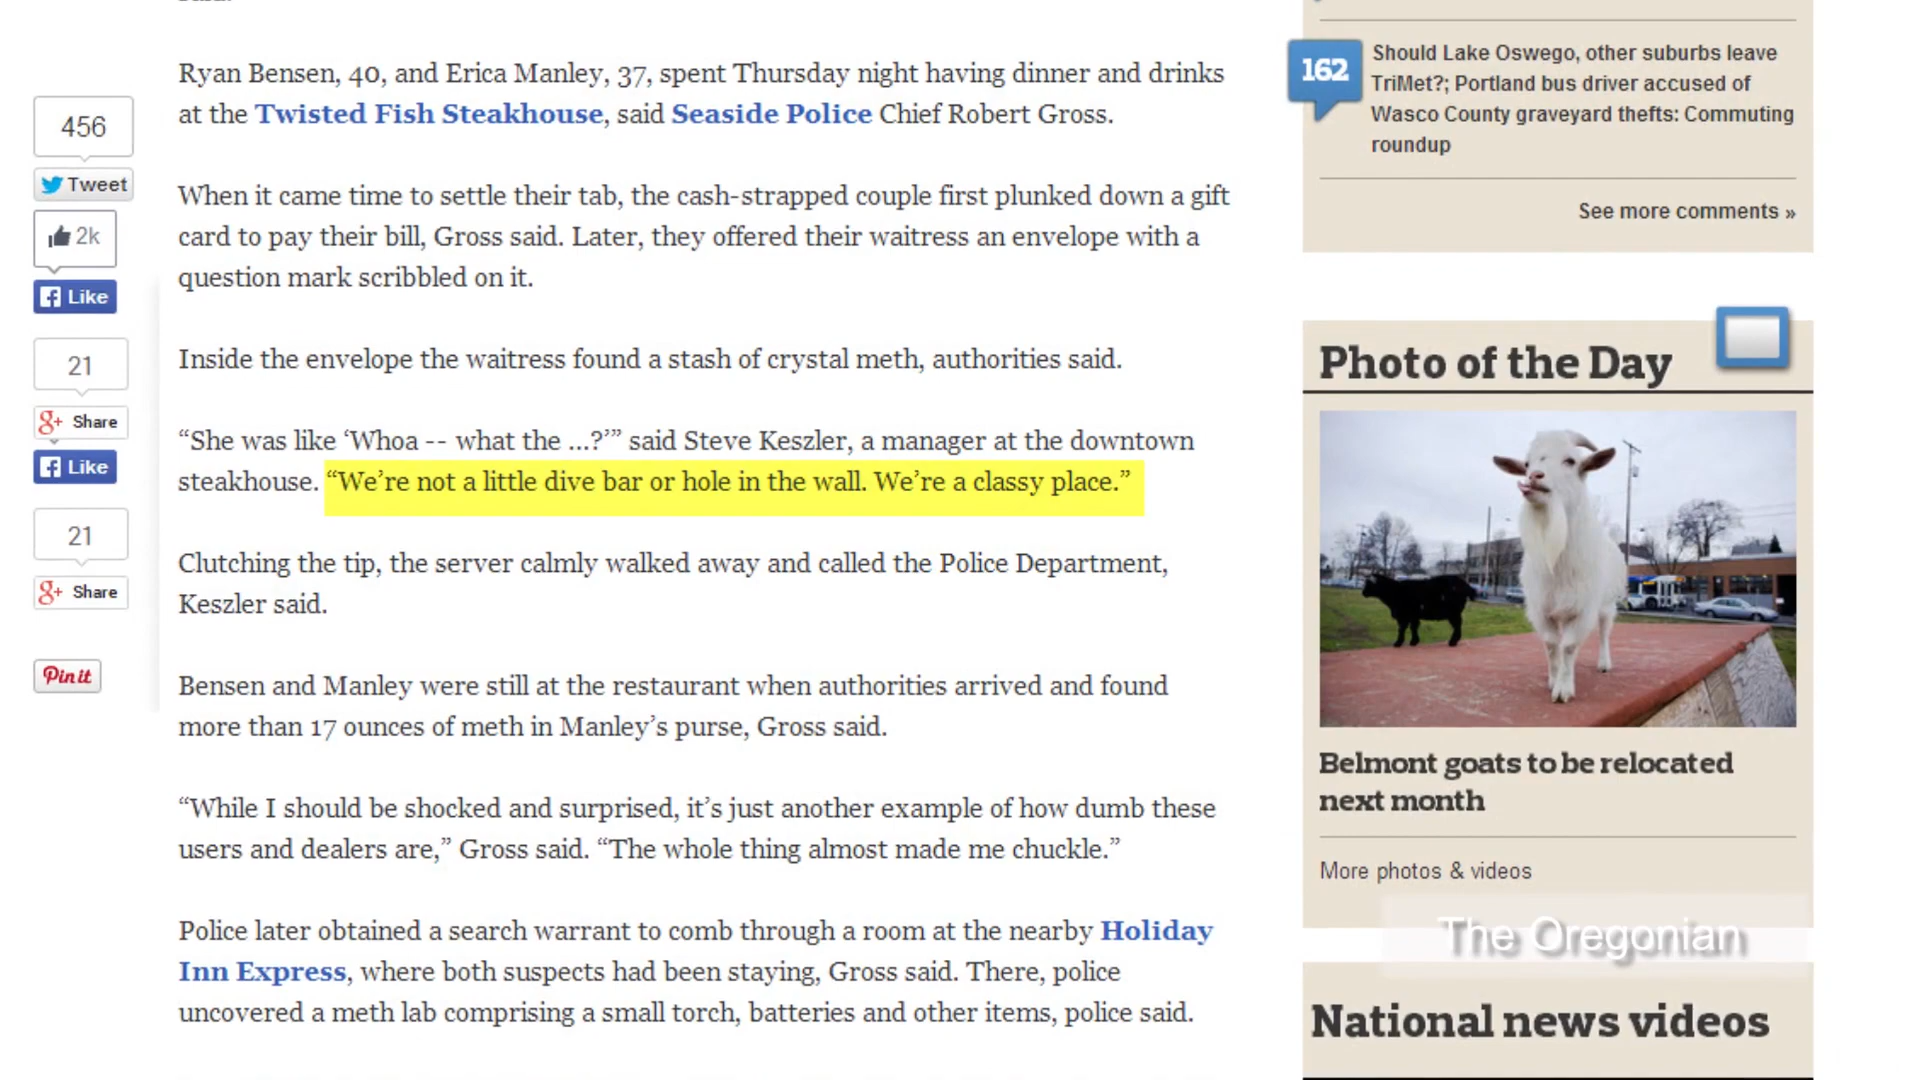 Ryan Bensen, 40, and Erica Manley, 37, spent Thursday night having dinner and drinks
at the Twisted Fish Steakhouse, said Seaside Police Chief Robert Gross.
When it came time to settle their tab, the cash-strapped couple first plunked down a gift
card to pay their bill, Gross said. Later, they offered their waitress an envelope with a
question mark scribbled on it.
Inside the envelope the waitress found a stash of crystal meth, authorities said.
“She was like ‘Whoa -- what the ...?’” said Steve Keszler, a manager at the downtown
steakhouse. “We’re not a little dive bar or hole in the wall. We’re a classy place.”
Clutching the tip, the server calmly walked away and called the Police Department,
Keszler said.
Bensen and Manley were still at the restaurant when authorities arrived and found
more than 17 ounces of meth in Manley’s purse, Gross said.
“While I should be shocked and surprised, it’s just another example of how dumb these
users and dealers are,” Gross said. “The whole thing almost made me chuckle.”
Police later obtained a search warrant to comb through a room at the nearby Holiday
Inn Express, where both suspects had been staying, Gross said. There, police
uncovered a meth lab comprising a small torch, batteries and other items, police said.
456
Tweet
2k
Like
21
Share
Like
21
Share
Pin it
162
Should Lake Oswego, other suburbs leave
TriMet?; Portland bus driver accused of
Wasco County graveyard thefts: Commuting
roundup
See more comments »
Photo of the Day
Belmont goats to be relocated
next month
More photos & videos
The Oregonian
National news videos